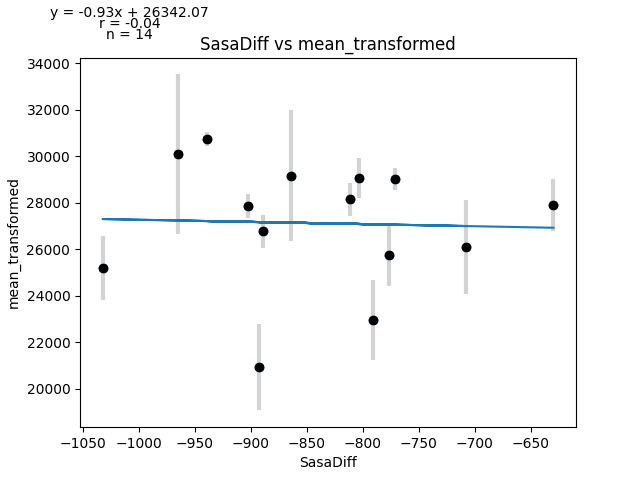 y = -0.93x + 26342.07
r = -0.04
n = 14
SasaDiff vs mean_transformed
34000
32000
30000
28000
26000
24000
22000
20000
mean_transformed
−1050 −1000 −950 −900 −850 −800 −750 −700 −650
SasaDiff